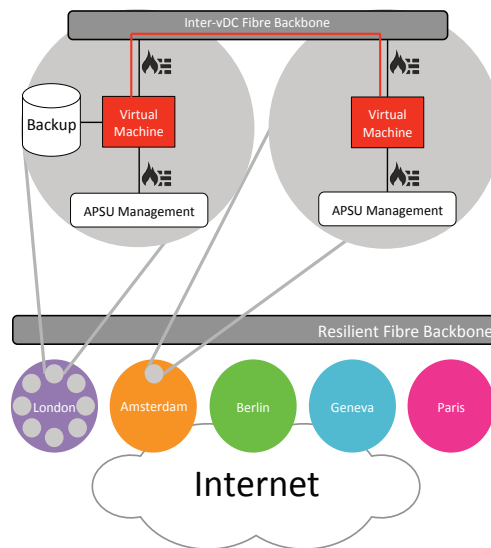 Inter-vDC Fibre Backbone
Backup
Virtual
Machine
Virtual
Machine
APSU Management
APSU Management
Resilient Fibre Backbone
London
Amsterdam
Berlin
Geneva
Paris
Internet